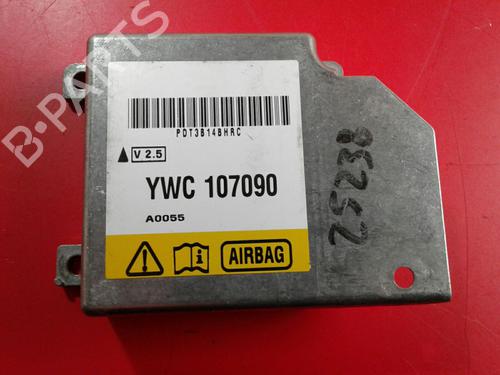 B-PARTS
PDT3B14BHRC
V 2.5
YWC 107090
A0055
AIRBAG
25238